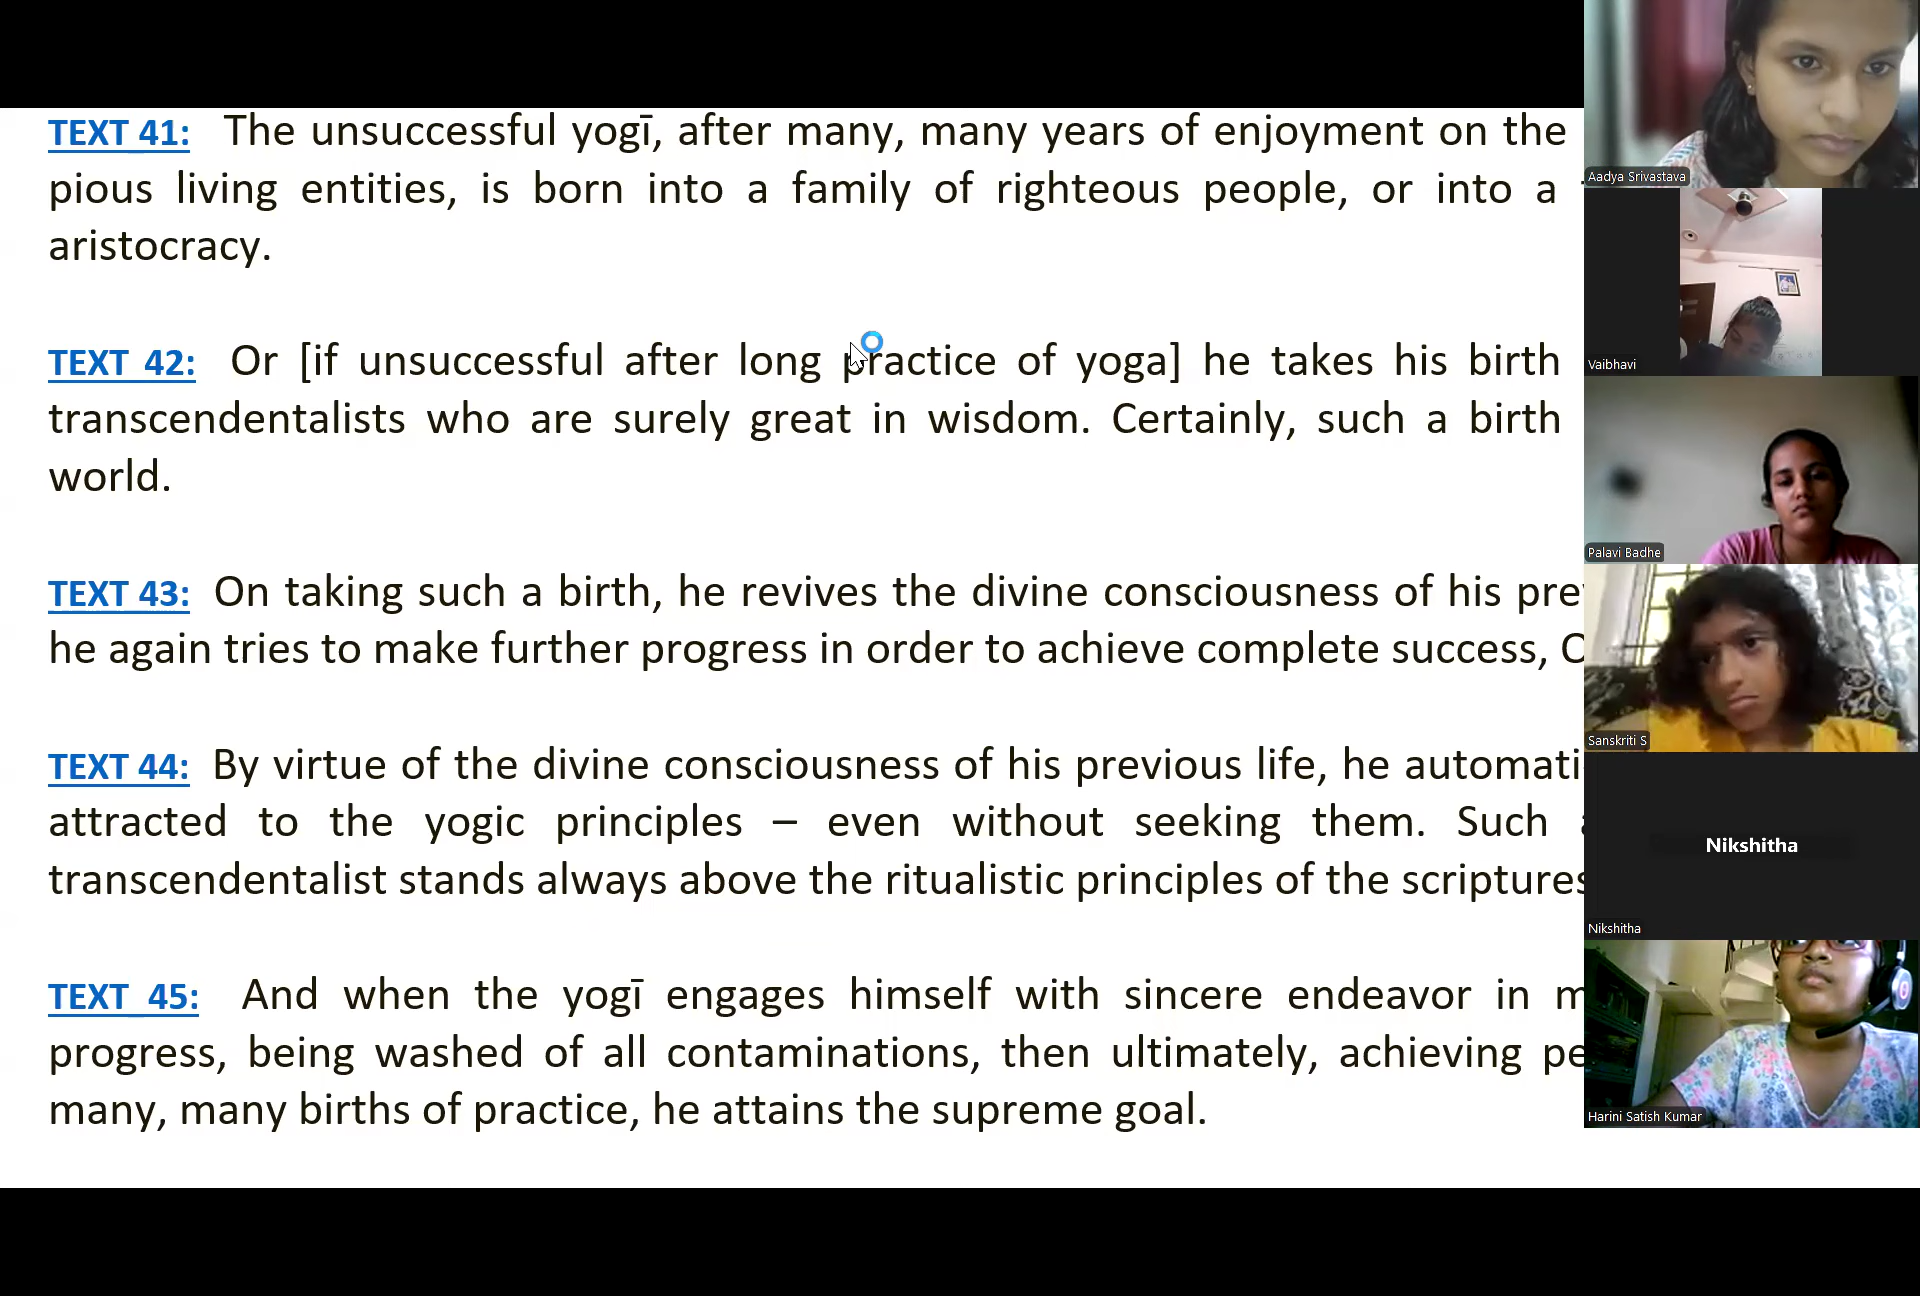 TEXT 41: The unsuccessful yogī, after many, many years of enjoyment on the
pious living entities, is born into a family of righteous people, or into a
aristocracy.
TEXT 42: Or [if unsuccessful after long practice of yoga] he takes his birth
transcendentalists who are surely great in wisdom. Certainly, such a birth
world.
TEXT 43: On taking such a birth, he revives the divine consciousness of his
he again tries to make further progress in order to achieve complete success,
TEXT 44: By virtue of the divine consciousness of his previous life, he
attracted to the yogic principles – even without seeking them. Such
transcendentalist stands always above the ritualistic principles of the scriptures
TEXT 45: And when the yogī engages himself with sincere endeavor in
progress, being washed of all contaminations, then ultimately, achieving
many, many births of practice, he attains the supreme goal.
Aadya Srivastava
Vaibhavi
Palavi Badhe
Sanskriti S
Nikshitha
Nikshitha
Harini Satish Kumar